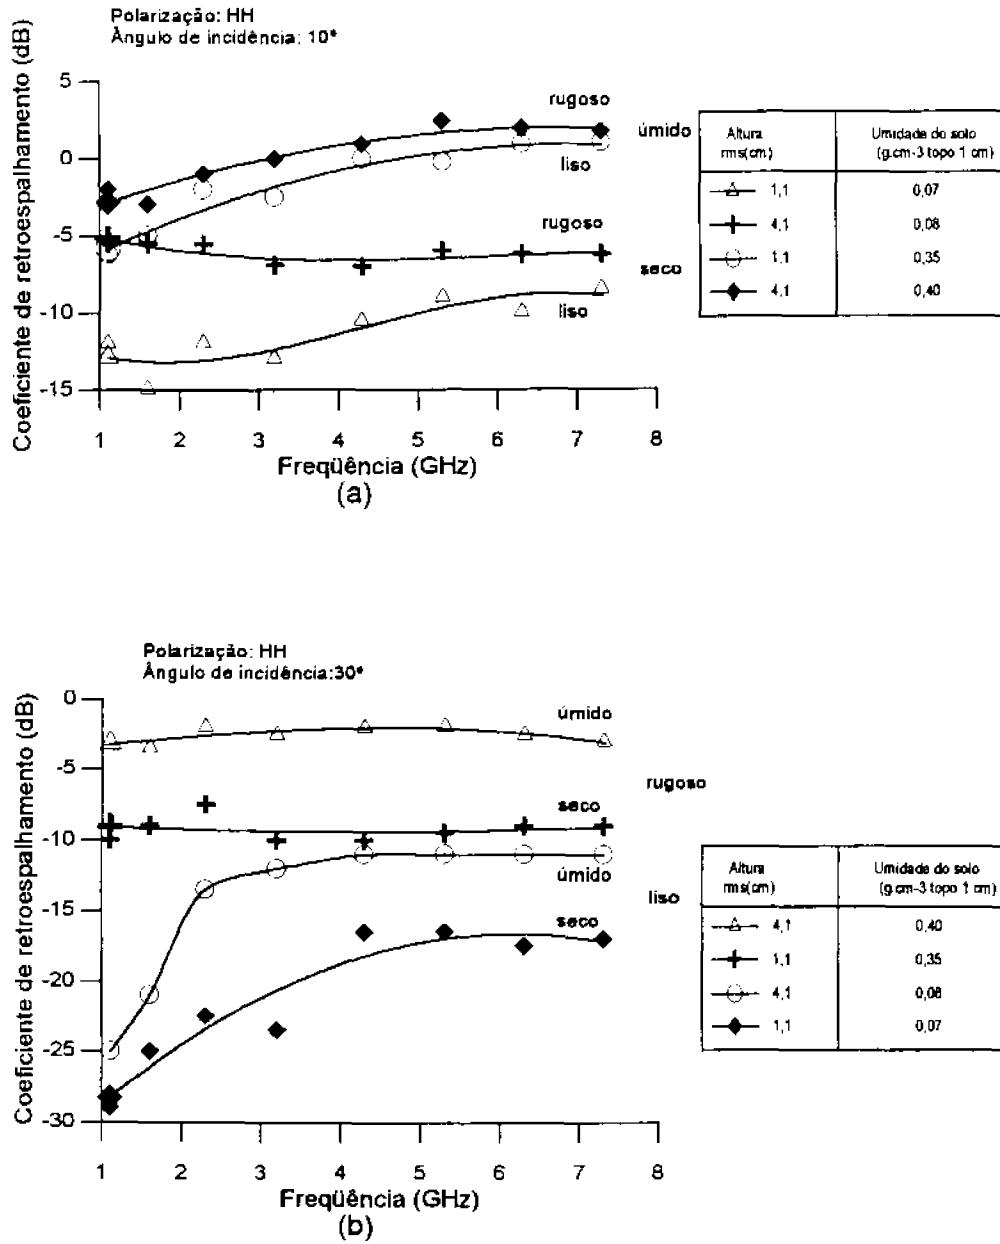 Polarização: HH
Ângulo de incidência: 10°
Coeficiente de retroespalhamento (dB)
5
0
-5
-10
-15
rugoso
úmido
liso
rugoso
seco
liso
1 2 3 4 5 6 7 8
Freqüência (GHz)
(a)
Altura rms(cm) Umidade do solo (g.cm-3 topo 1 cm)
1,1 0,07
4,1 0,08
1,1 0,35
4,1 0,40
Polarização: HH
Ângulo de incidência:30°
Coeficiente de retroespalhamento (dB)
0
-5
-10
-15
-20
-25
-30
úmido
rugoso
seco
úmido
liso
seco
1 2 3 4 5 6 7 8
Freqüência (GHz)
(b)
Altura rms(cm) Umidade do solo (g.cm-3 topo 1 cm)
4,1 0,40
1,1 0,35
4,1 0,08
1,1 0,07